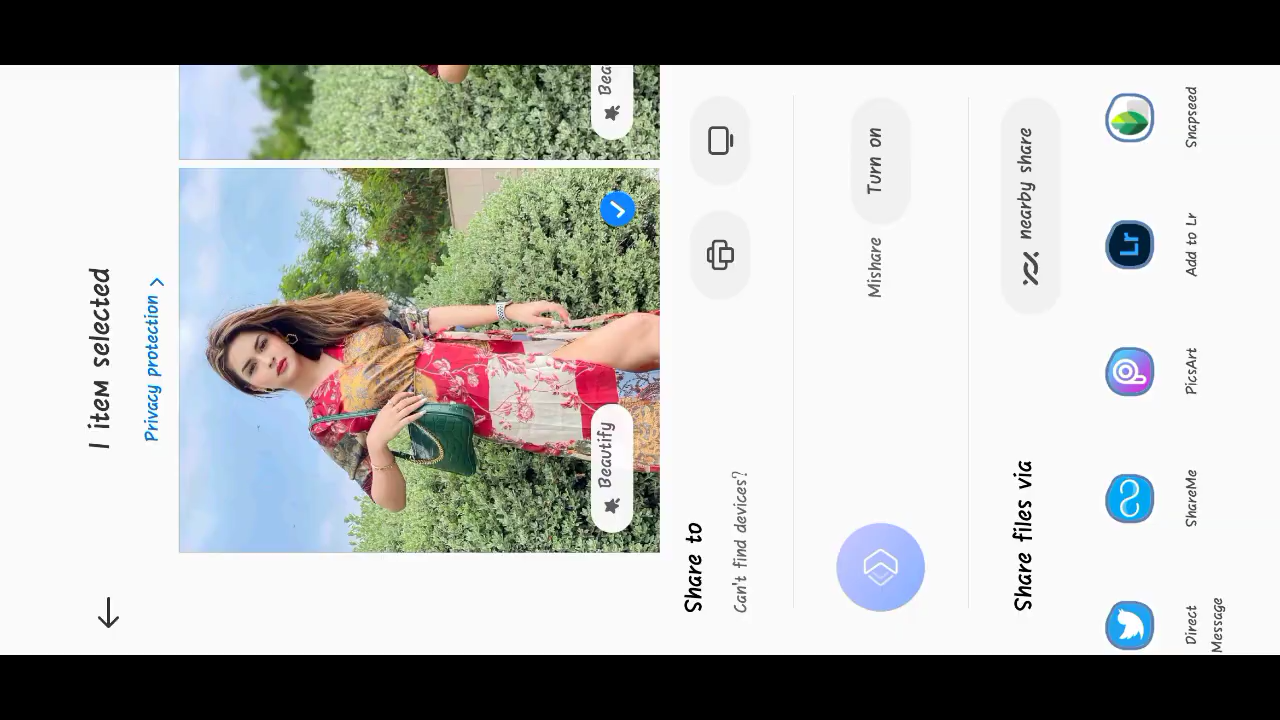 1 item selected
Privacy protection >
Beautify
Bea
Share to
Can't find devices?
Mishare
Turn on
Share files via
nearby share
Direct
Message
ShareMe
PicsArt
Lr
Add to Lr
Snapseed